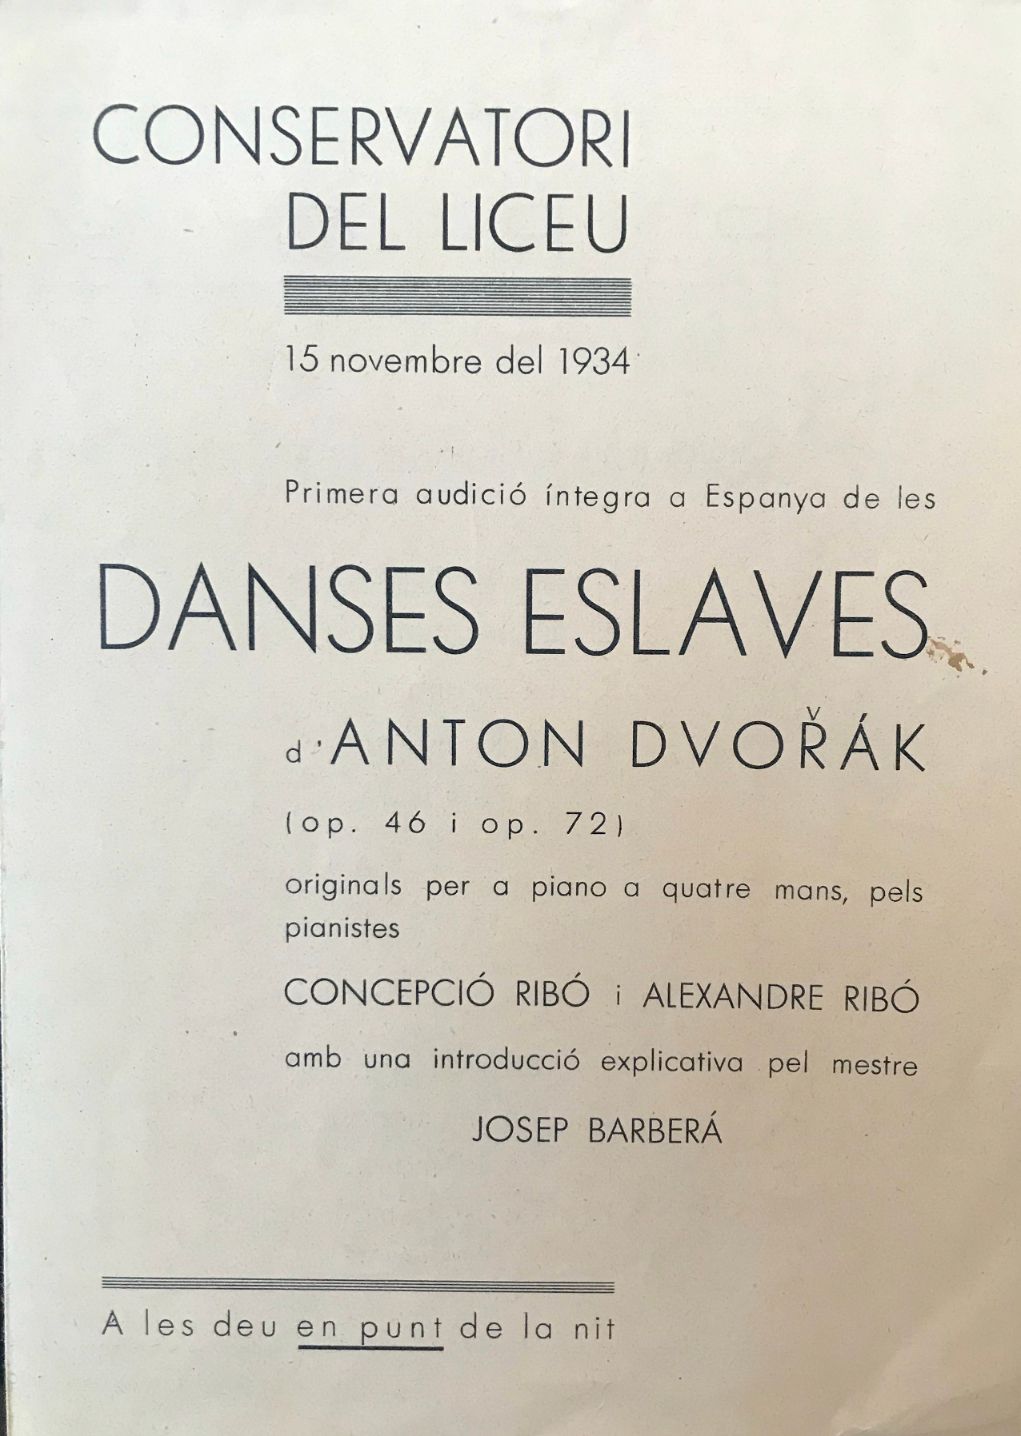 CONSERVATORI
DEL LICEU
15 novembre del 1934
Primera audició íntegra a Espanya de les
DANSES ESLAVES
d'ANTON DVOŘÁK
(op. 46 i op. 72)
originals per a piano a quatre mans, pels
pianistes
CONCEPCIÓ RIBÓ i ALEXANDRE RIBÓ
amb una introducció explicativa pel mestre
JOSEP BARBERÁ
A les deu en punt de la nit